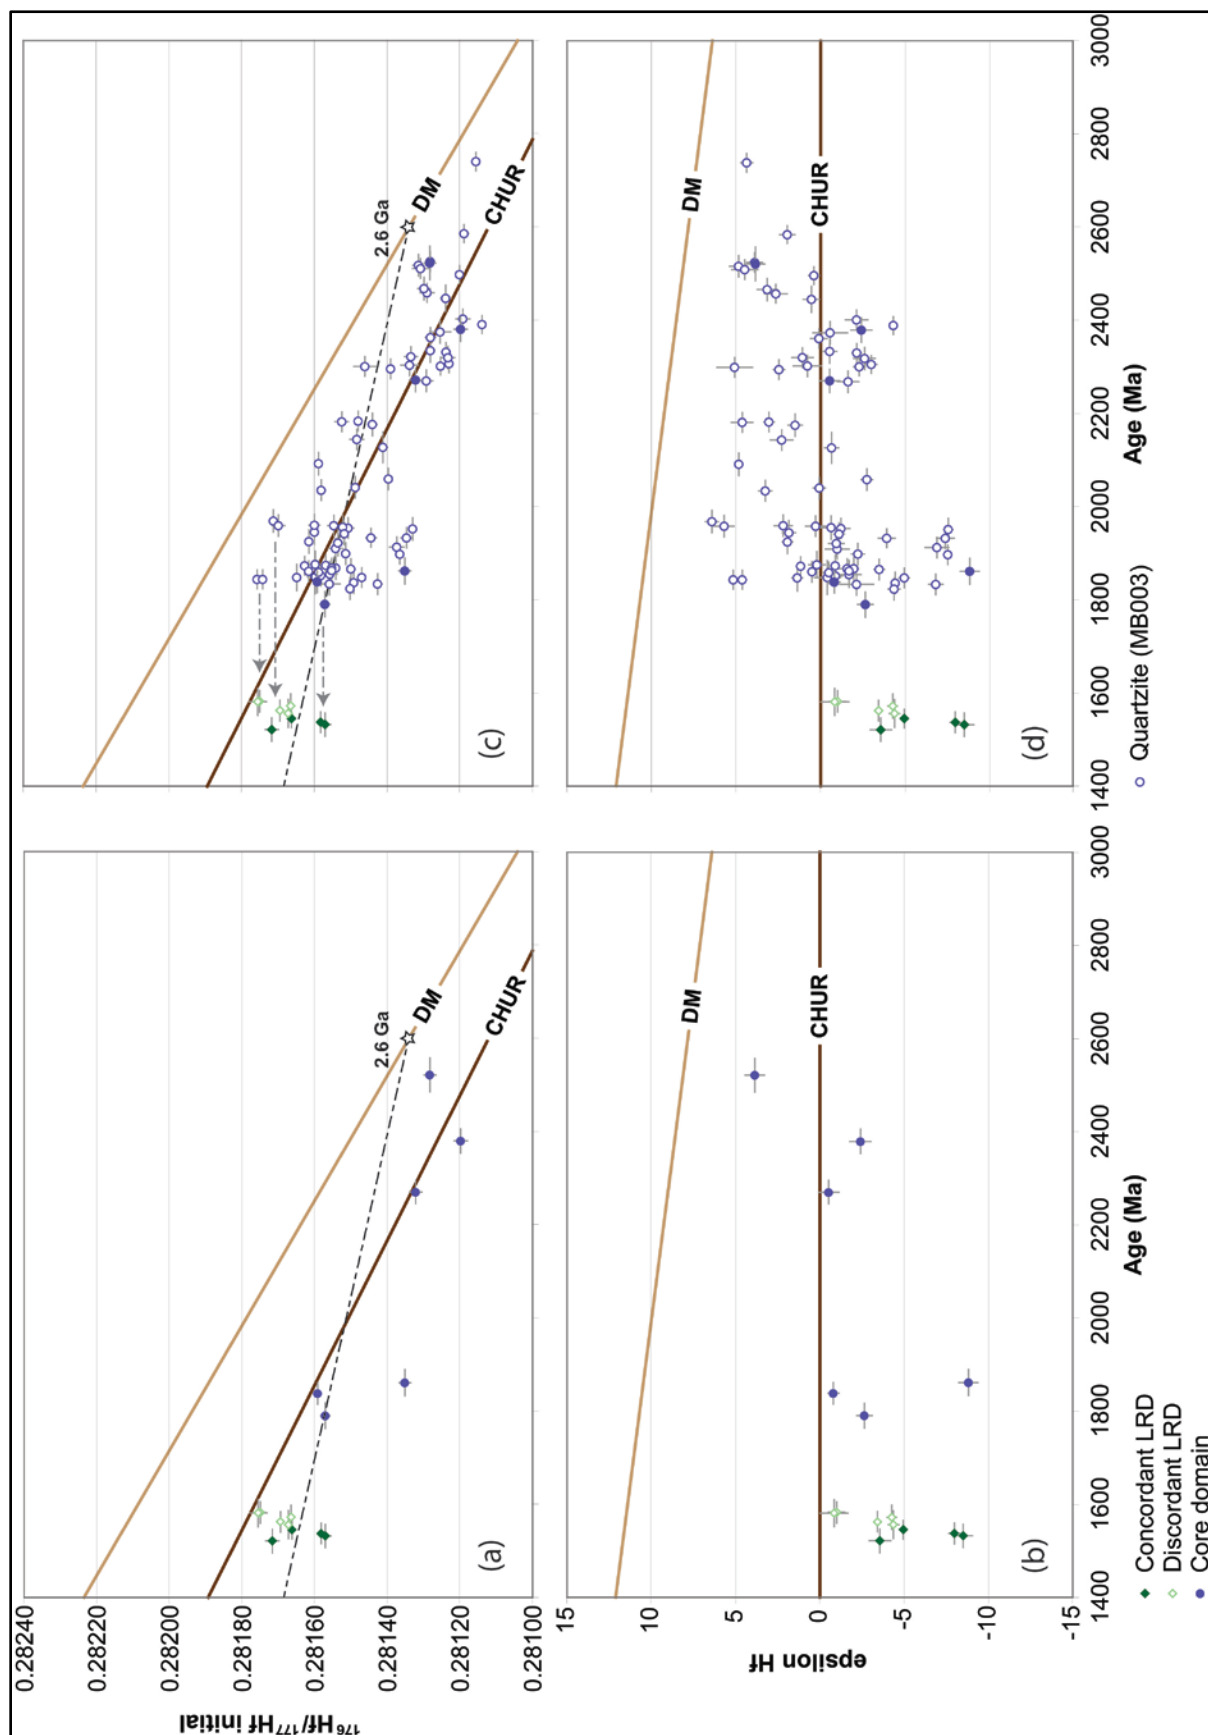 0.28240
0.28220
0.28200
0.28180
0.28160
0.28140
0.28120
0.28100
¹⁷⁶Hf/¹⁷⁷Hf initial
2.6 Ga
DM
CHUR
(a)
2.6 Ga
DM
CHUR
(c)
15
10
5
0
-5
-10
-15
epsilon Hf
DM
CHUR
(b)
1400
1600
1800
2000
2200
2400
2600
2800
3000
Age (Ma)
DM
CHUR
(d)
1400
1600
1800
2000
2200
2400
2600
2800
3000
Age (Ma)
Concordant LRD
Discordant LRD
Core domain
Quartzite (MB003)